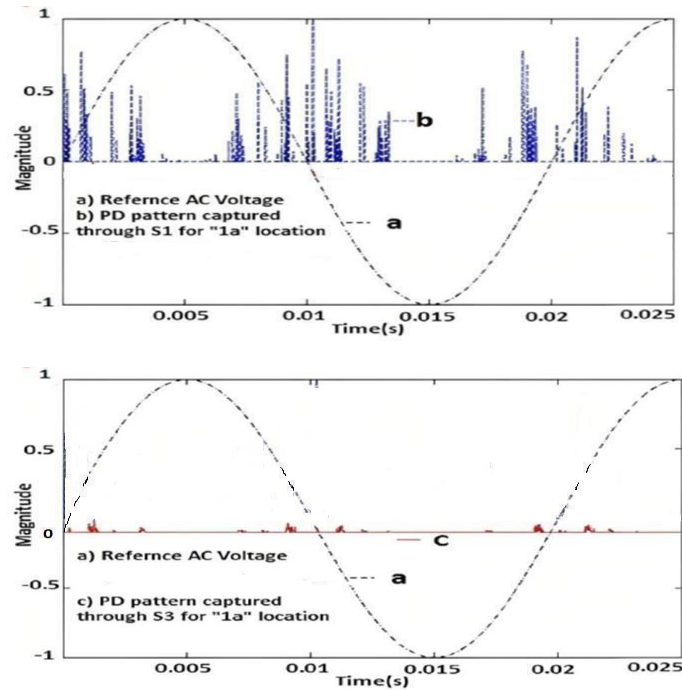 1
0.5
0
-0.5
-1
Magnitude
b
a) Refernce AC Voltage
b) PD pattern captured
through S1 for "1a" location
a
0.005
0.01
0.015
0.02
0.025
Time(s)
1
0.5
0
-0.5
-1
Magnitude
c
a) Refernce AC Voltage
a
c) PD pattern captured
through S3 for "1a" location
0.005
0.01
0.015
0.02
0.025
Time(s)